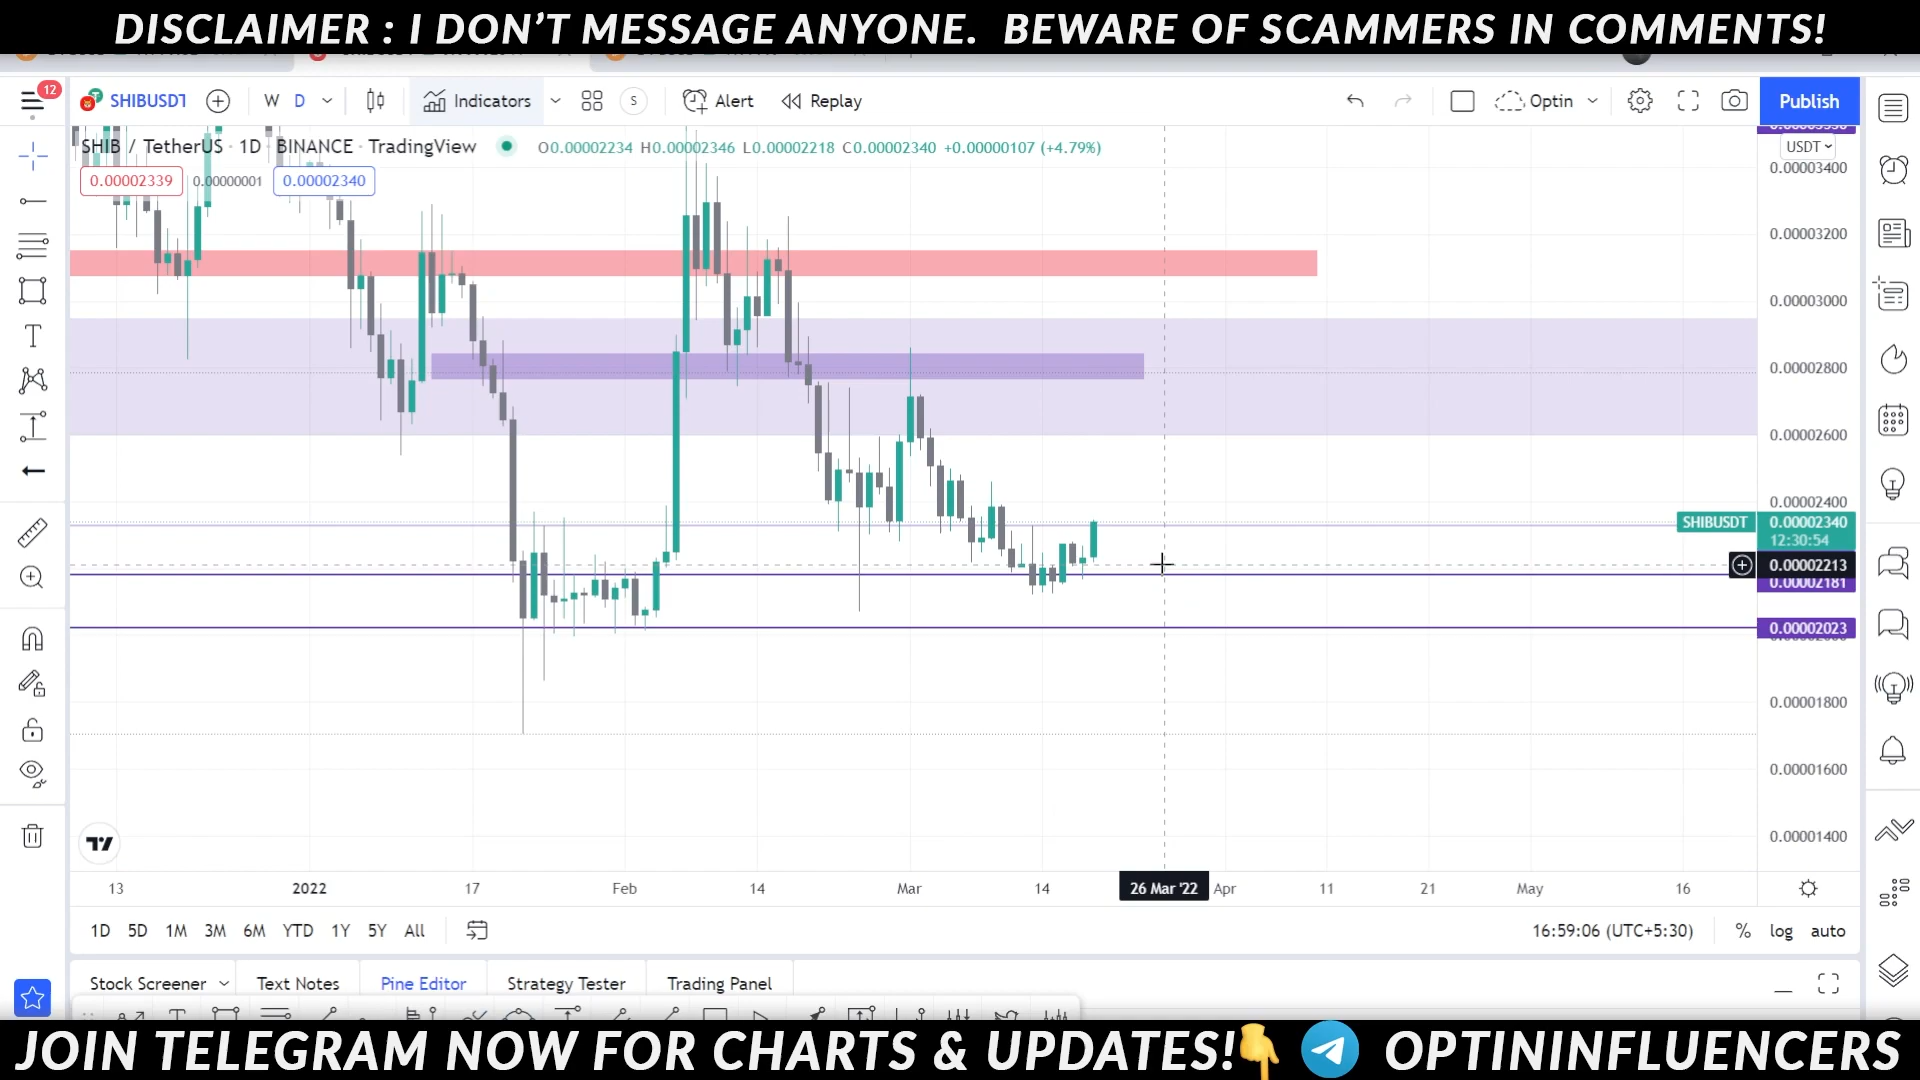 DISCLAIMER : I DON'T MESSAGE ANYONE. BEWARE OF SCAMMERS IN COMMENTS!
12
SHIBUSDT
W D
Indicators
S
Alert
Replay
Optin
Publish
SHIB / TetherUS · 1D · BINANCE · TradingView
O0.00002234 H0.00002346 L0.00002218 C0.00002340 +0.00000107 (+4.79%)
0.00002339 0.00000001 0.00002340
USDT
0.00003400
0.00003200
0.00003000
0.00002800
0.00002600
0.00002400
SHIBUSDT 0.00002340
12:30:54
0.00002213
0.00002181
0.00002023
0.00001800
0.00001600
0.00001400
13 2022 17 Feb 14 Mar 14 26 Mar '22 Apr 11 21 May 16
1D 5D 1M 3M 6M YTD 1Y 5Y All
16:59:06 (UTC+5:30) % log auto
Stock Screener Text Notes Pine Editor Strategy Tester Trading Panel
JOIN TELEGRAM NOW FOR CHARTS & UPDATES!👇 OPTININFLUENCERS